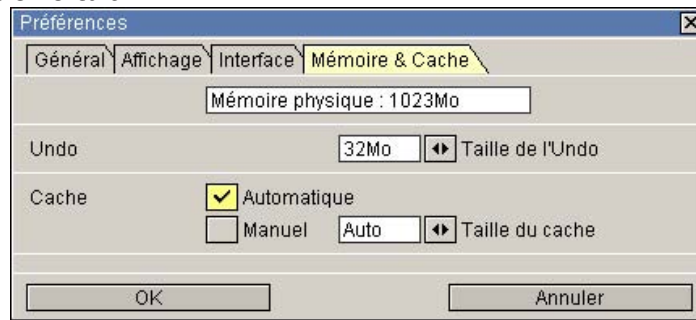 Préférences
Général Affichage Interface Mémoire & Cache
Mémoire physique : 1023Mo
Undo 32Mo Taille de l'Undo
Cache Automatique
Manuel Auto Taille du cache
OK Annuler